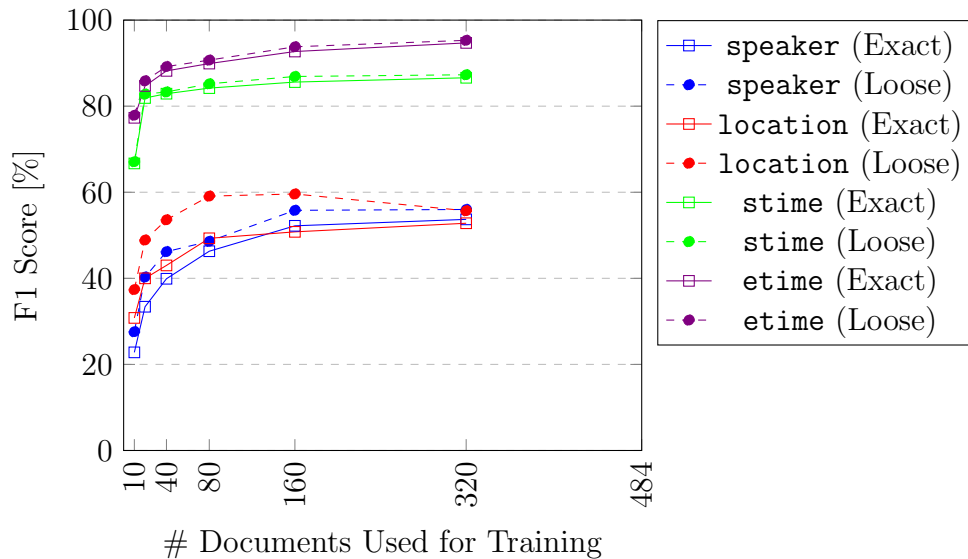 100
80
60
40
20
0
F1 Score [%]
10
40
80
160
320
484
# Documents Used for Training
speaker (Exact)
speaker (Loose)
location (Exact)
location (Loose)
stime (Exact)
stime (Loose)
etime (Exact)
etime (Loose)